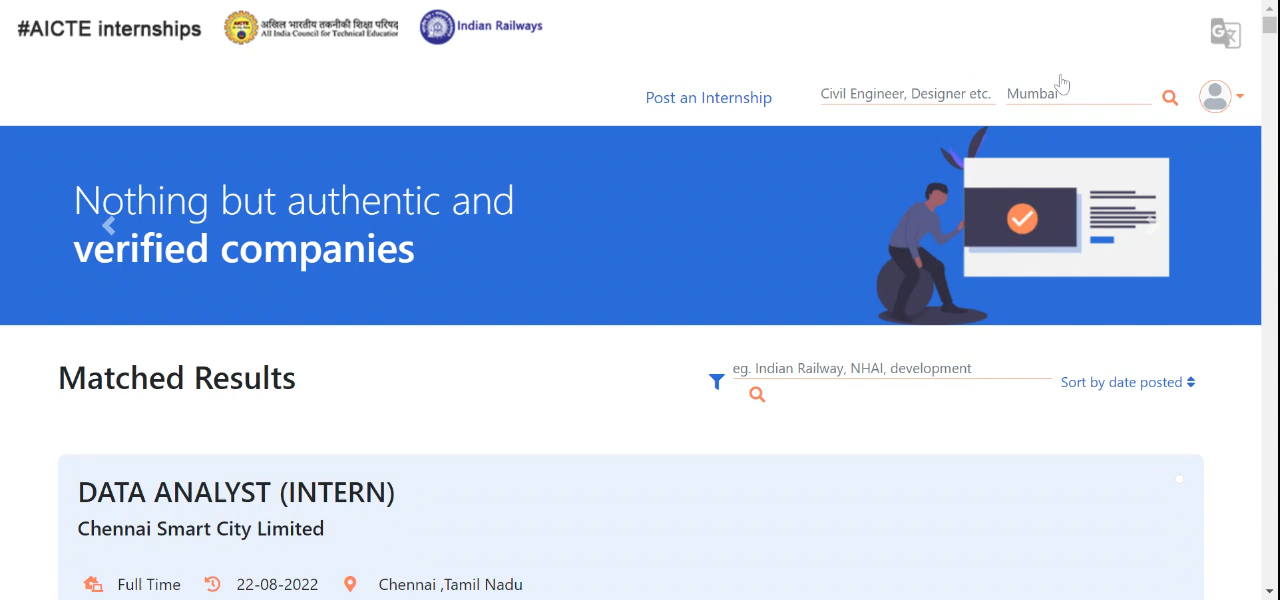 #AICTE internships
अखिल भारतीय तकनीकी शिक्षा परिषद्
All India Council for Technical Education
Indian Railways
Post an Internship
Civil Engineer, Designer etc.
Mumbai
Nothing but authentic and
verified companies
Matched Results
eg. Indian Railway, NHAI, development
Sort by date posted
DATA ANALYST (INTERN)
Chennai Smart City Limited
Full Time 22-08-2022 Chennai ,Tamil Nadu